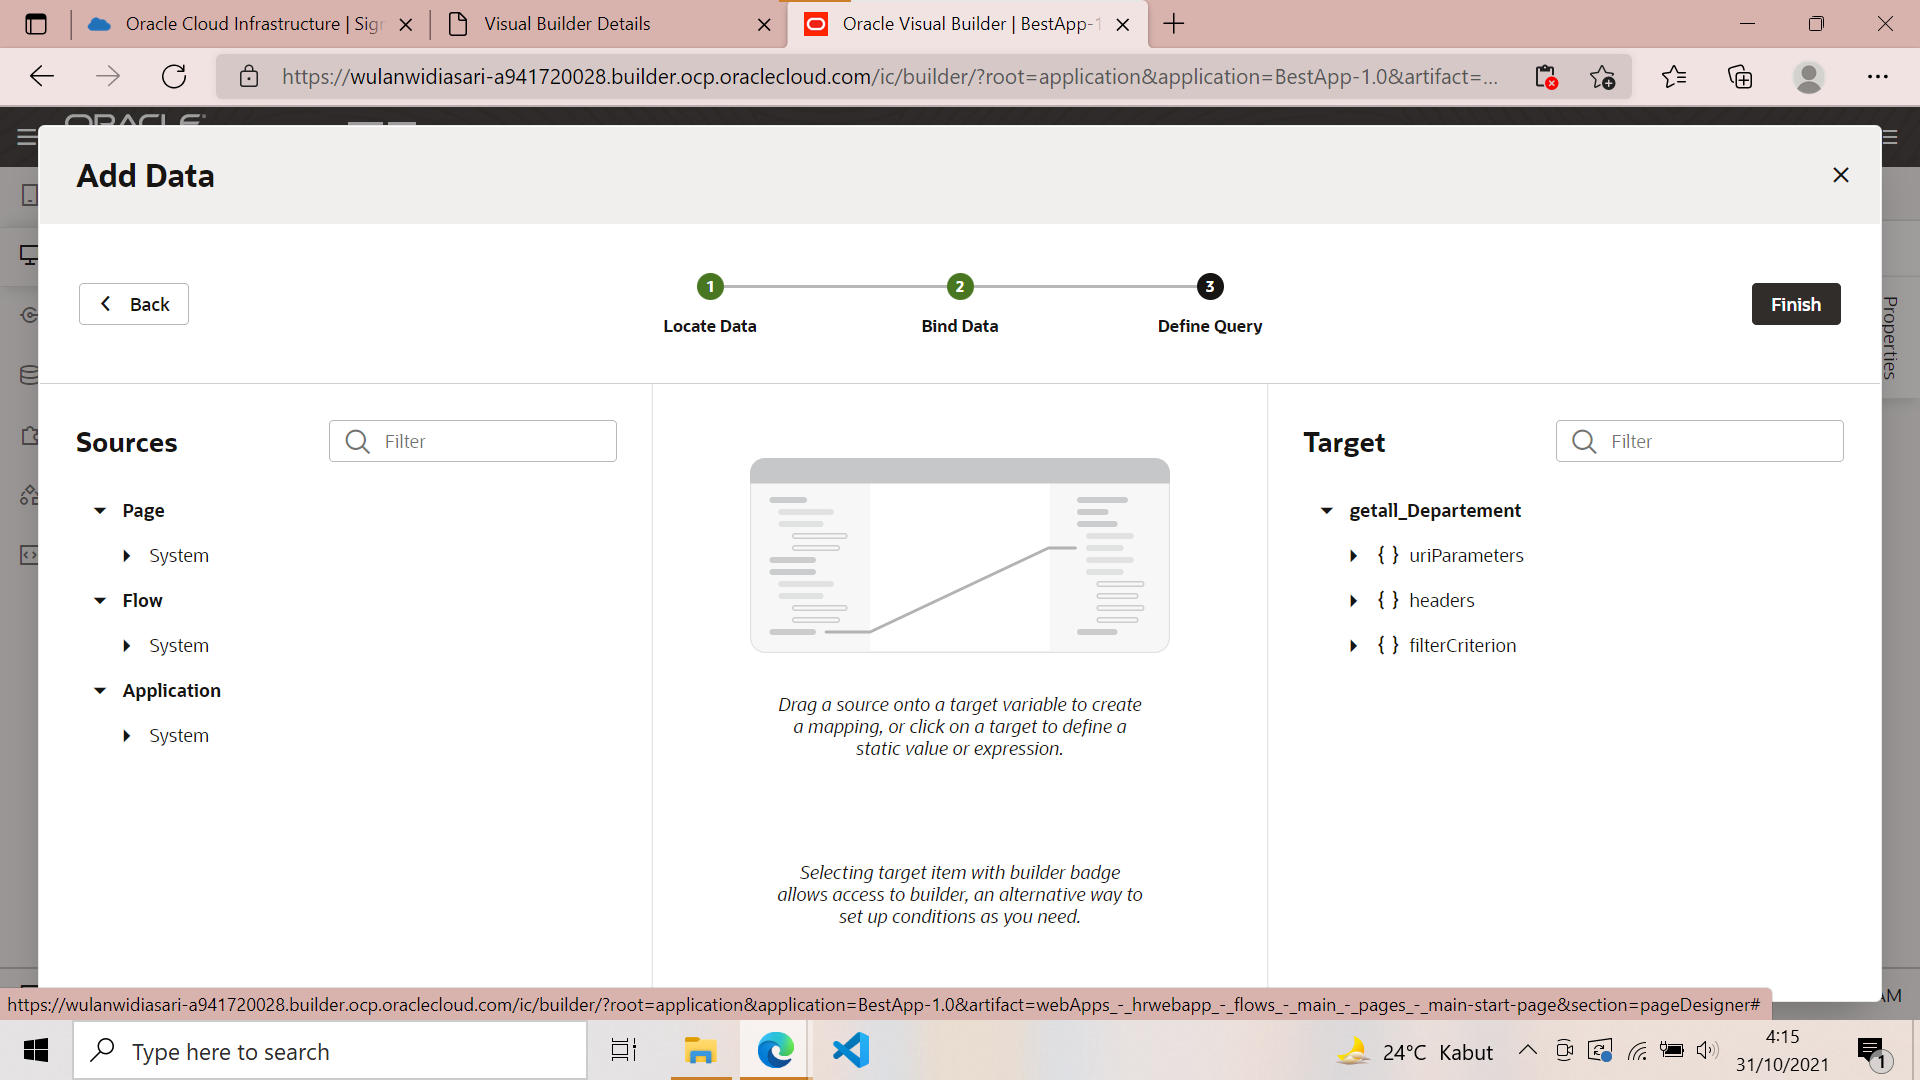 Oracle Cloud Infrastructure | Sign
Visual Builder Details
Oracle Visual Builder | BestApp-1
https://wulanwidiasari-a941720028.builder.ocp.oraclecloud.com/ic/builder/?root=application&application=BestApp-1.0&artifact=...
ORACLE
Add Data
Back
1
2
3
Locate Data
Bind Data
Define Query
Finish
Properties
Sources
Filter
Target
Filter
Page
System
Flow
System
Application
System
getall_Departement
{ } uriParameters
{ } headers
{ } filterCriterion
Drag a source onto a target variable to create
a mapping, or click on a target to define a
static value or expression.
Selecting target item with builder badge
allows access to builder, an alternative way to
set up conditions as you need.
https://wulanwidiasari-a941720028.builder.ocp.oraclecloud.com/ic/builder/?root=application&application=BestApp-1.0&artifact=webApps_-_hrwebapp_-_flows_-_main_-_pages_-_main-start-page&section=pageDesigner#
AM
Type here to search
24°C Kabut
4:15
31/10/2021
1